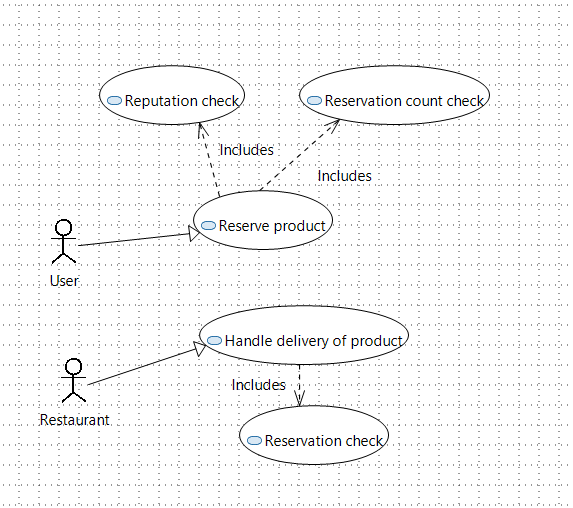 Reputation check
Reservation count check
Includes
Includes
Reserve product
User
Handle delivery of product
Includes
Restaurant
Reservation check